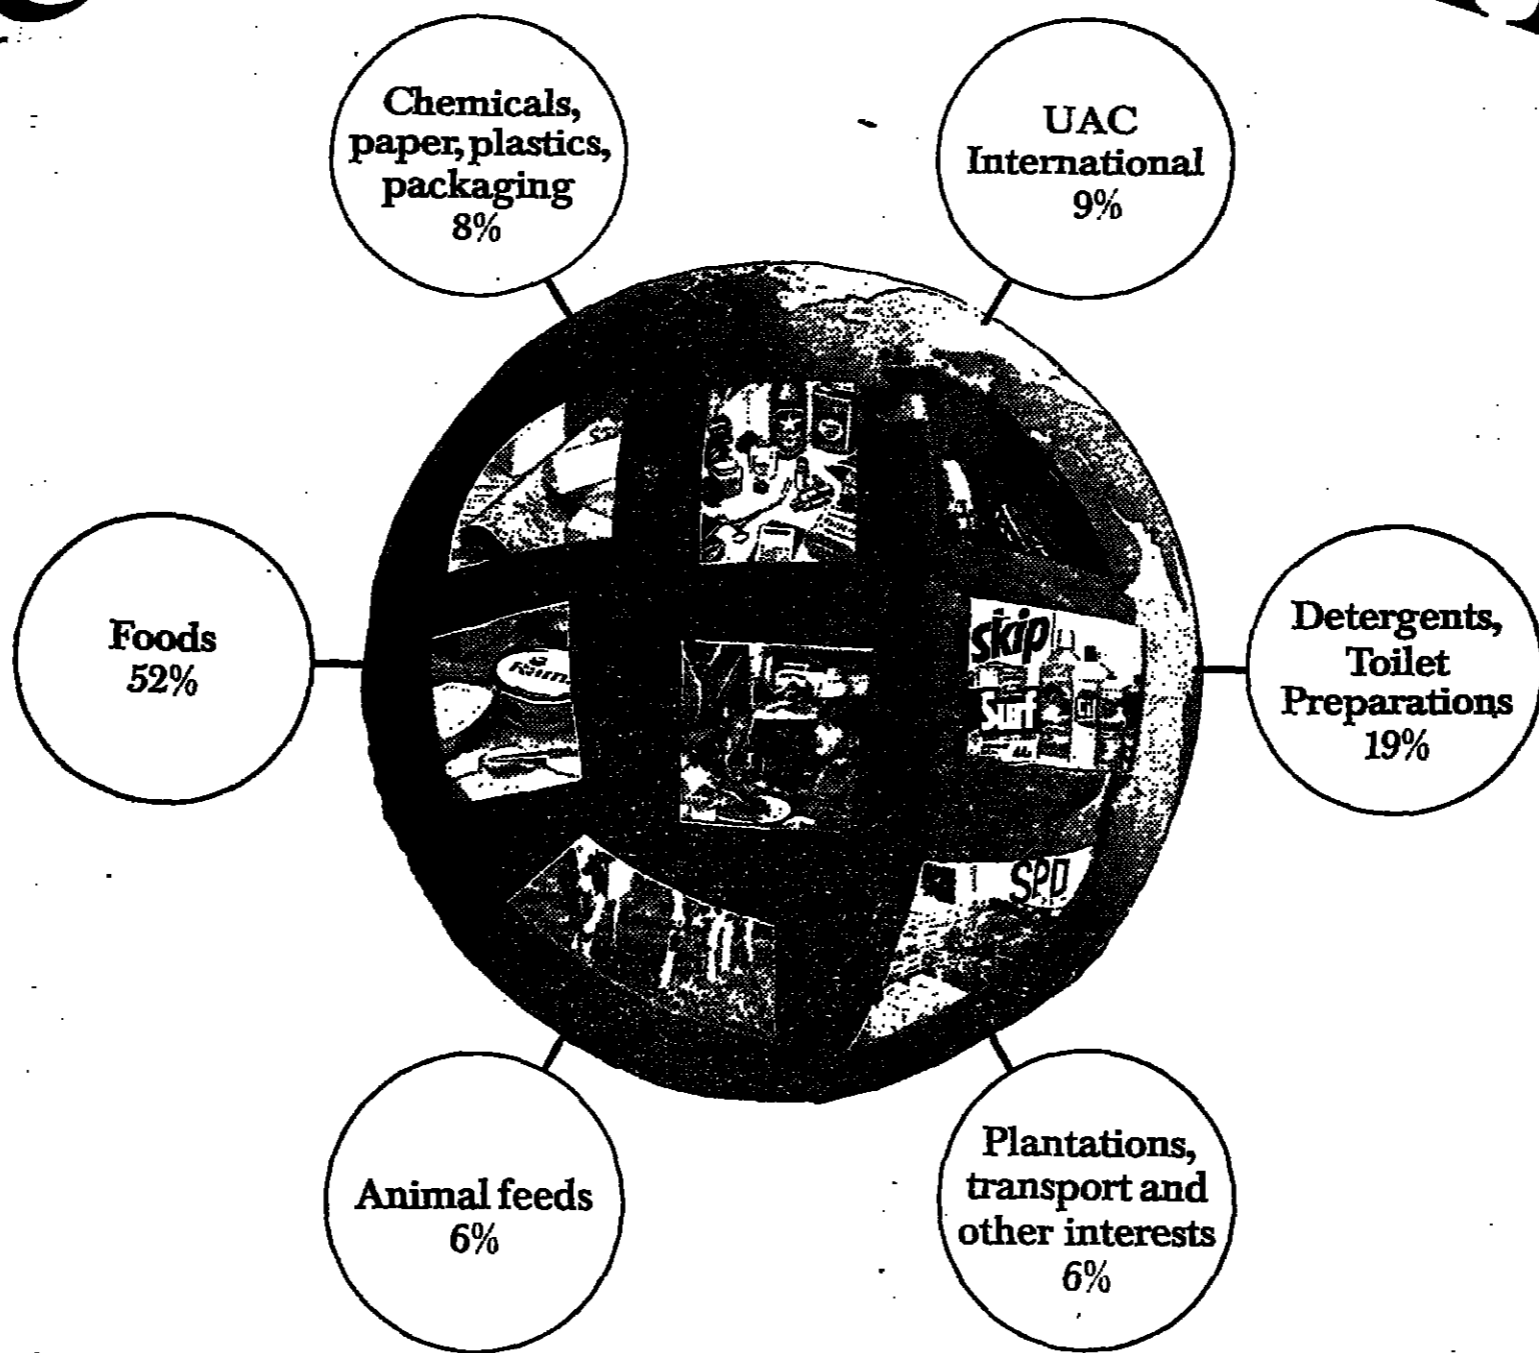 Chemicals,
paper, plastics,
packaging
8%
UAC
International
9%
Foods
52%
skip
Surf
Detergents,
Toilet
Preparations
19%
SPD
Animal feeds
6%
Plantations,
transport and
other interests
6%